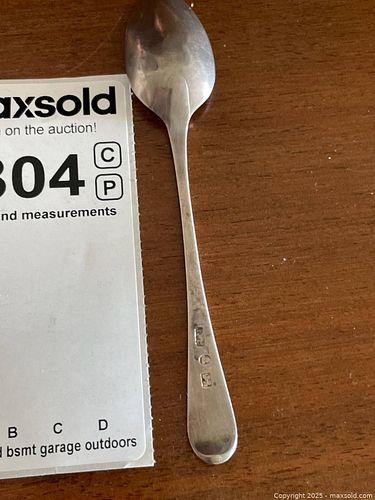 axsold
on the auction!
304
C
P
nd measurements
B C D
bsmt garage outdoors
Copyright 2025 - maxsold.com